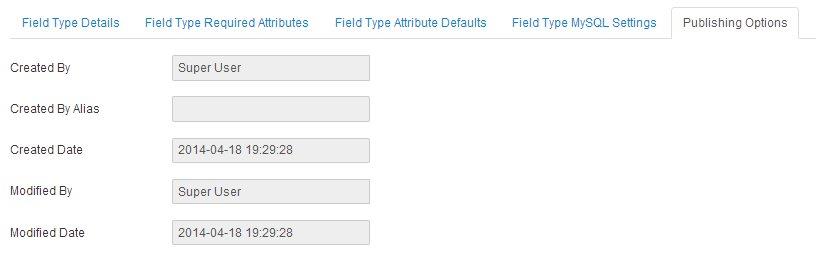 Field Type Details Field Type Required Attributes Field Type Attribute Defaults Field Type MySQL Settings Publishing Options
Created By Super User
Created By Alias
Created Date 2014-04-18 19:29:28
Modified By Super User
Modified Date 2014-04-18 19:29:28